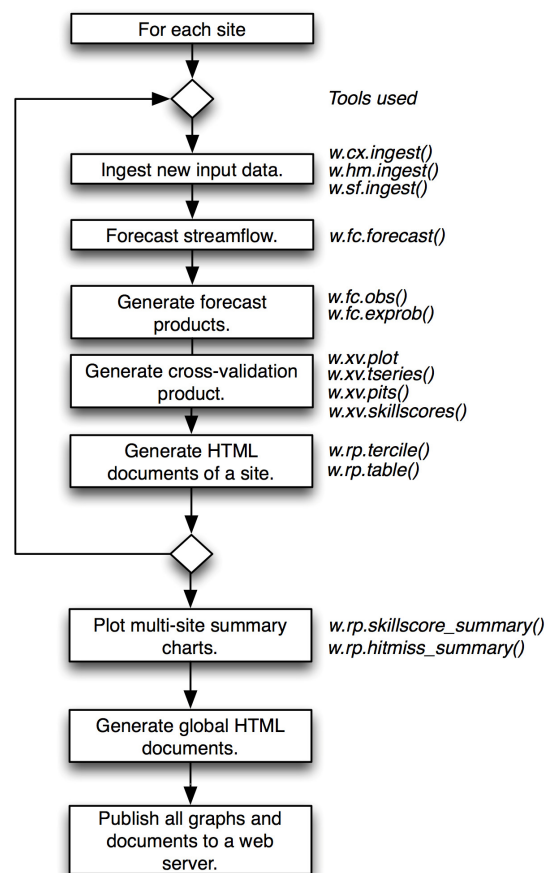 For each site
Tools used
Ingest new input data.
w.cx.ingest()
w.hm.ingest()
w.sf.ingest()
Forecast streamflow.
w.fc.forecast()
Generate forecast
products.
w.fc.obs()
w.fc.exprob()
Generate cross-validation
product.
w.xv.plot
w.xv.tseries()
w.xv.pits()
w.xv.skillscores()
Generate HTML
documents of a site.
w.rp.tercile()
w.rp.table()
Plot multi-site summary
charts.
w.rp.skillscore_summary()
w.rp.hitmiss_summary()
Generate global HTML
documents.
Publish all graphs and
documents to a web
server.